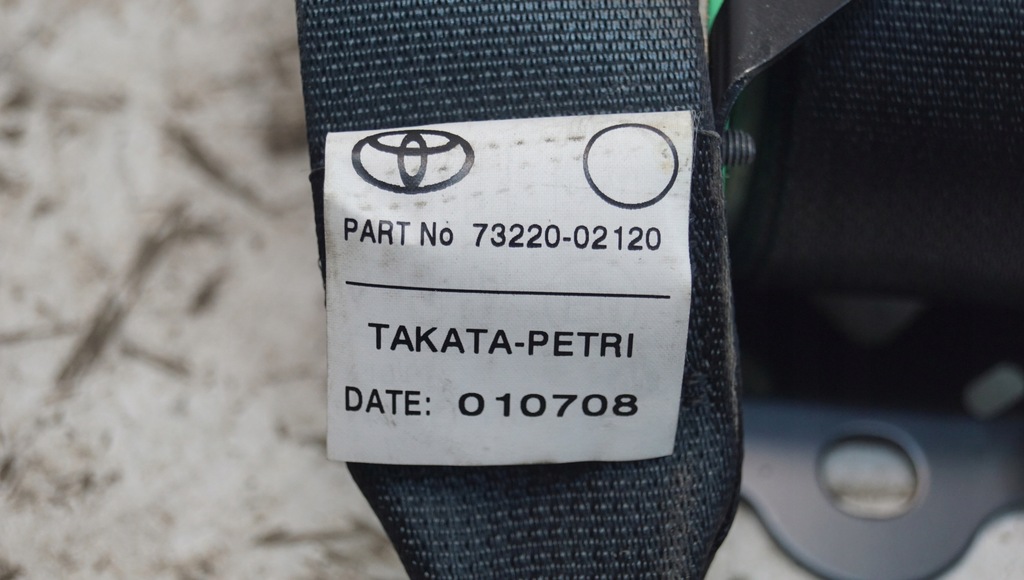 PART No 73220-02120
TAKATA-PETRI
DATE: 010708